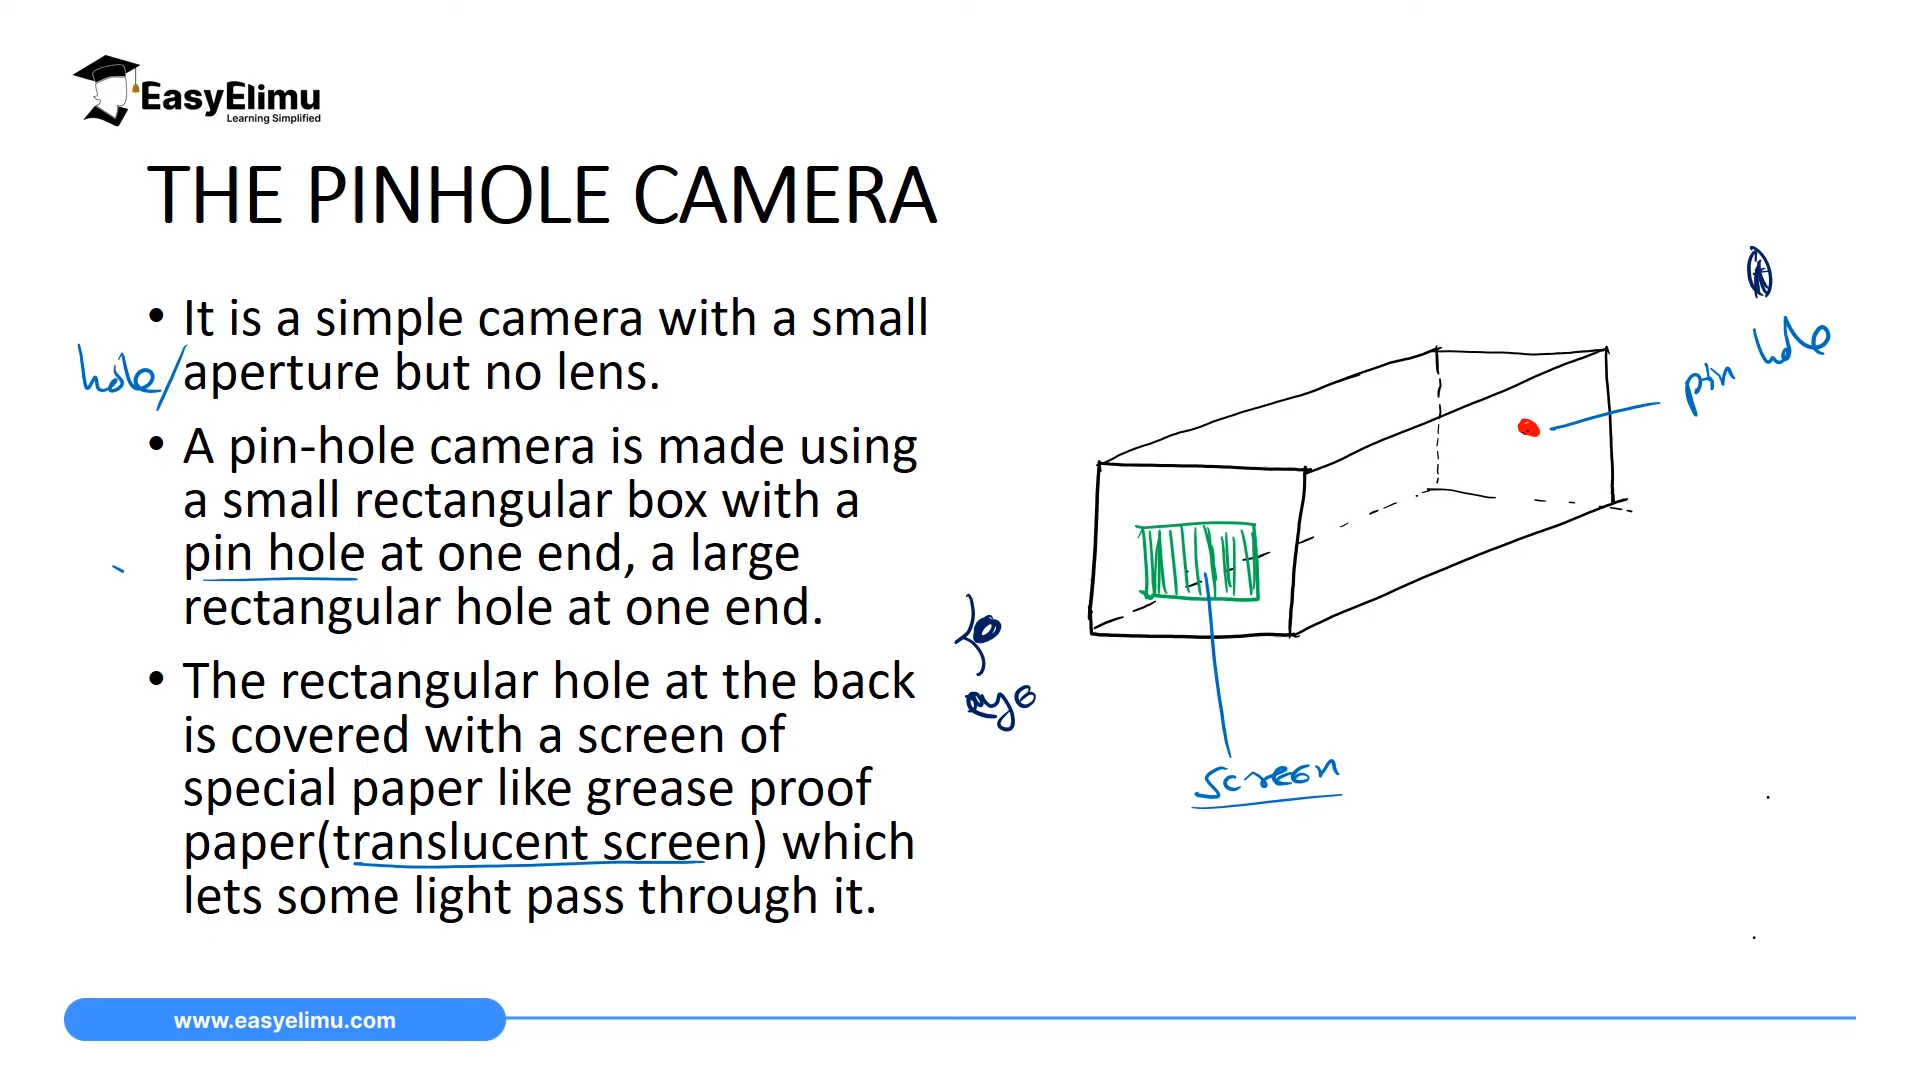 EasyElimu
Learning Simplified
THE PINHOLE CAMERA
• It is a simple camera with a small
hole/ aperture but no lens.
• A pin-hole camera is made using
a small rectangular box with a
pin hole at one end, a large
rectangular hole at one end.
• The rectangular hole at the back
is covered with a screen of
special paper like grease proof
paper(translucent screen) which
lets some light pass through it.
pin hole
eye
screen
www.easyelimu.com